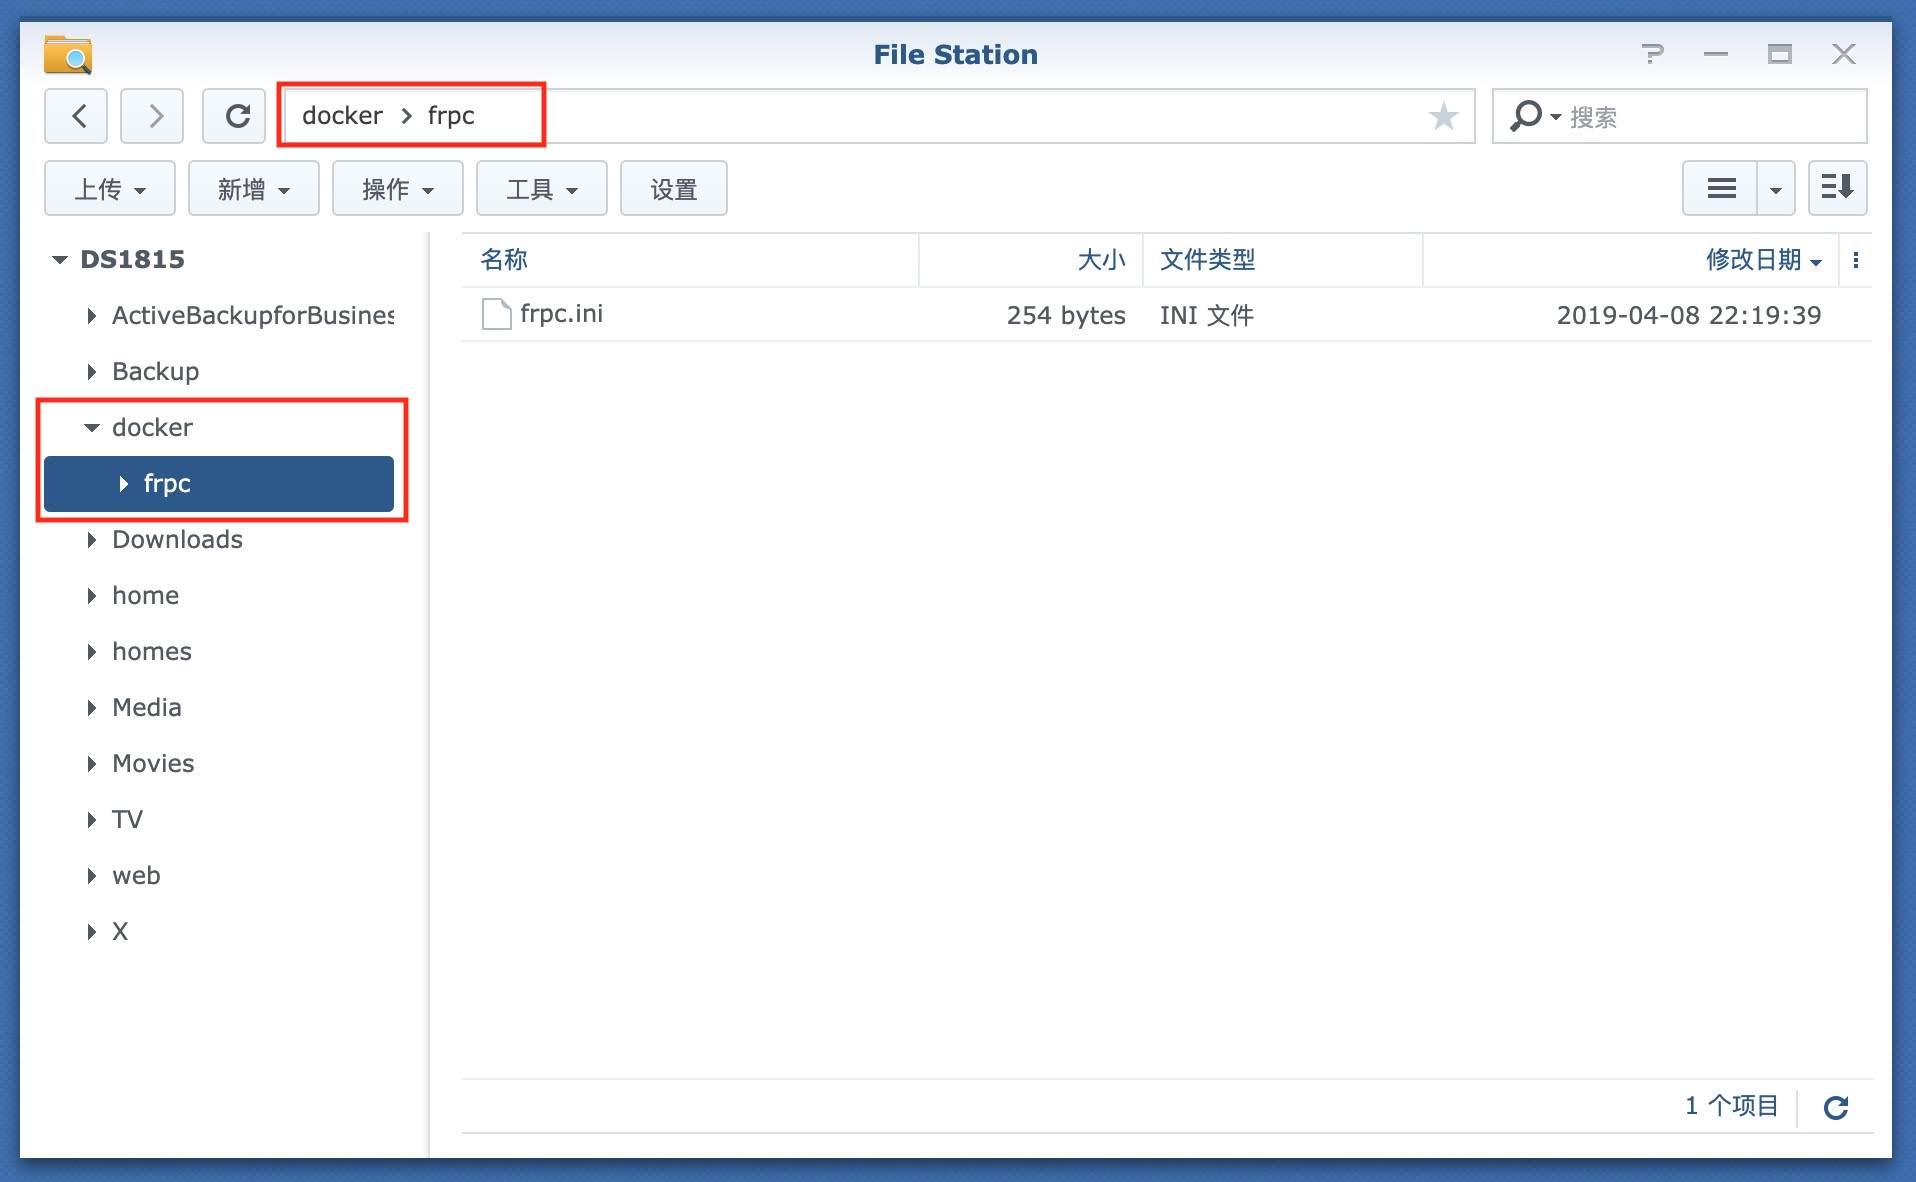 File Station
docker > frpc
搜索
上传 新增 操作 工具 设置
DS1815
ActiveBackupforBusines
Backup
docker
frpc
Downloads
home
homes
Media
Movies
TV
web
X
名称 大小 文件类型 修改日期
frpc.ini 254 bytes INI 文件 2019-04-08 22:19:39
1 个项目